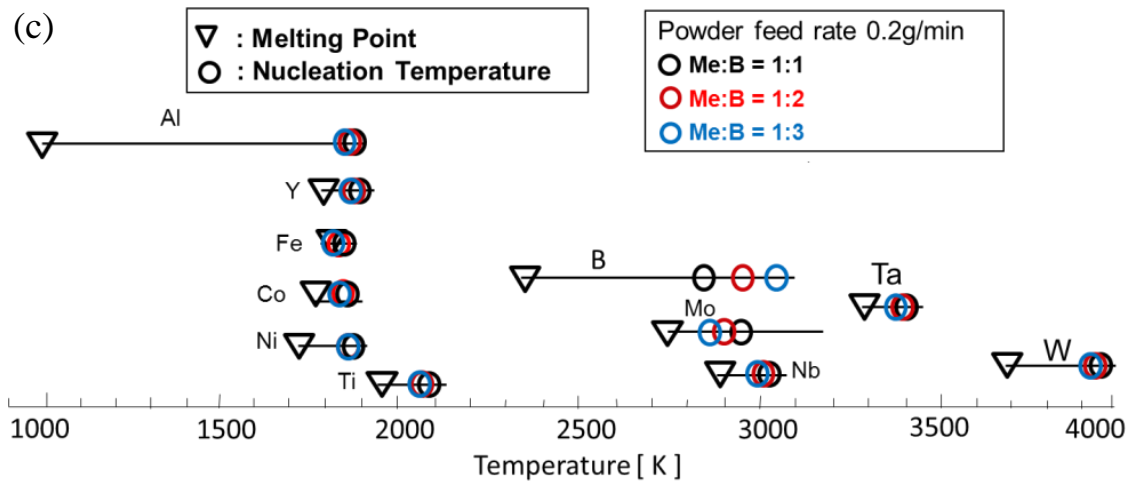 (c)
: Melting Point
: Nucleation Temperature
Powder feed rate 0.2g/min
Me:B = 1:1
Me:B = 1:2
Me:B = 1:3
Al
Y
Fe
B
Ta
Co
Mo
Ni
W
Ti
Nb
1000 1500 2000 2500 3000 3500 4000
Temperature [ K ]